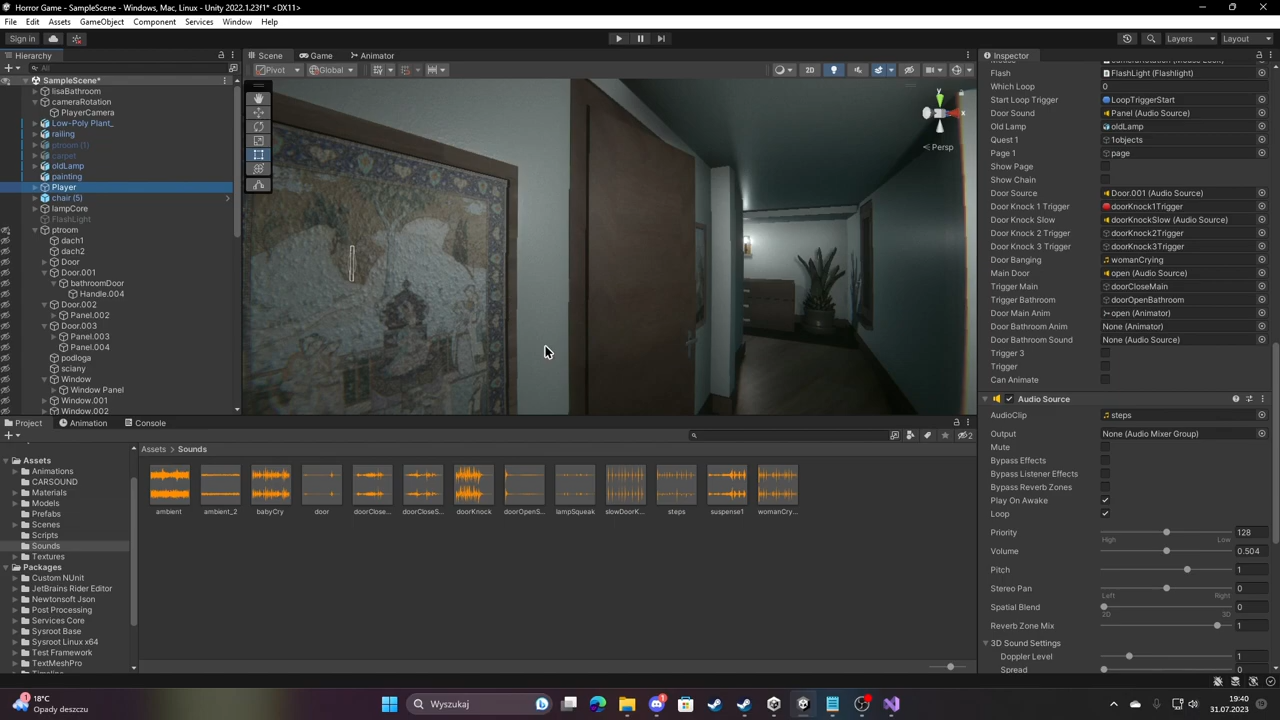 Horror Game - SampleScene - Windows, Mac, Linux - Unity 2022.1.23f1* <DX11>
File Edit Assets GameObject Component Services Window Help
Sign in Layers Layout
Hierarchy
All
SampleScene*
lisaBathroom
cameraRotation
PlayerCamera
Low-Poly Plant_
railing
ptroom (1)
carpet
oldLamp
painting
Player
chair (5)
lampCore
FlashLight
ptroom
dach1
dach2
Door
Door.001
bathroomDoor
Handle.004
Door.002
Panel.002
Door.003
Panel.003
Panel.004
podloga
sciany
Window
Window Panel
Window.001
Window.002
Scene Game Animator
Pivot Global 2D
y
x
Persp
Inspector
Flash FlashLight (Flashlight)
Which Loop 0
Start Loop Trigger LoopTriggerStart
Door Sound Panel (Audio Source)
Old Lamp oldLamp
Quest 1 1objects
Page 1 page
Show Page
Show Chain
Door Source Door.001 (Audio Source)
Door Knock 1 Trigger doorKnock1Trigger
Door Knock Slow doorKnockSlow (Audio Source)
Door Knock 2 Trigger doorKnock2Trigger
Door Knock 3 Trigger doorKnock3Trigger
Door Banging womanCrying
Main Door open (Audio Source)
Trigger Main doorCloseMain
Trigger Bathroom doorOpenBathroom
Door Main Anim open (Animator)
Door Bathroom Anim None (Animator)
Door Bathroom Sound None (Audio Source)
Trigger 3
Trigger
Can Animate
Audio Source
AudioClip steps
Output None (Audio Mixer Group)
Mute
Bypass Effects
Bypass Listener Effects
Bypass Reverb Zones
Play On Awake
Loop
Priority 128
High Low
Volume 0.504
Pitch 1
Stereo Pan 0
Left Right
Spatial Blend 0
2D 3D
Reverb Zone Mix 1
3D Sound Settings
Doppler Level 1
Spread 0
Project Animation Console
2
Assets
Animations
CARSOUND
Materials
Models
Prefabs
Scenes
Scripts
Sounds
Textures
Packages
Custom NUnit
JetBrains Rider Editor
Newtonsoft Json
Post Processing
Services Core
Sysroot Base
Sysroot Linux x64
Test Framework
TextMeshPro
Assets > Sounds
ambient ambient_2 babyCry door doorClose... doorCloseS... doorKnock doorOpenS... lampSqueak slowDoorK... steps suspense1 womanCry...
18°C
Opady deszczu
Wyszukaj
19:40
31.07.2023